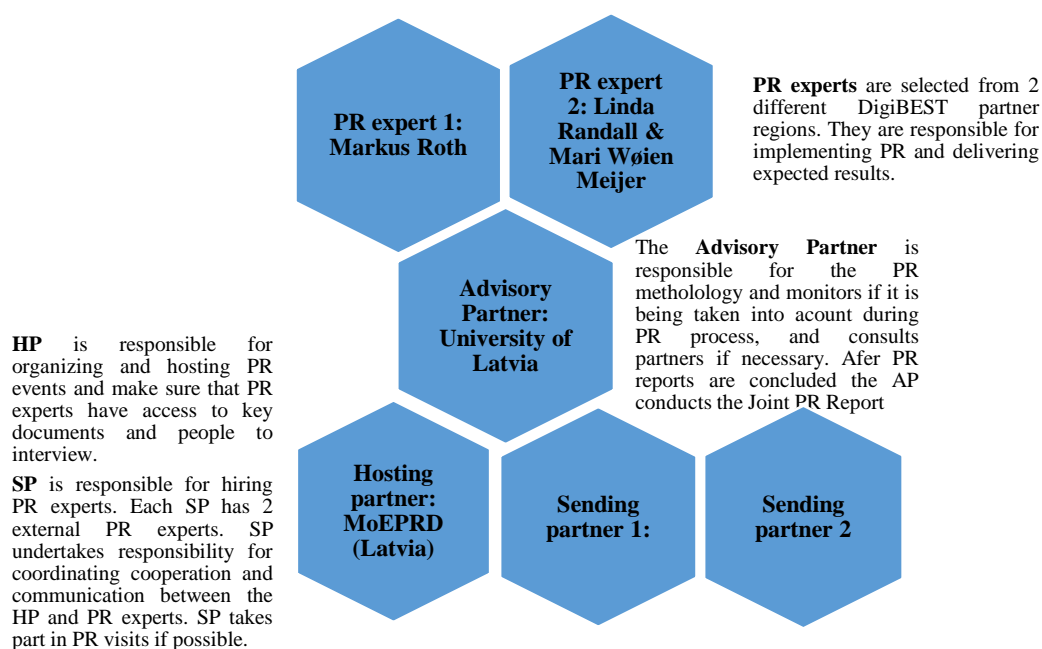 PR expert 1:
Markus Roth
PR expert
2: Linda
Randall &
Mari Wøien
Meijer
PR experts are selected from 2
different DigiBEST partner
regions. They are responsible for
implementing PR and delivering
expected results.
Advisory
Partner:
University of
Latvia
The Advisory Partner is
responsible for the PR
metholology and monitors if it is
being taken into acount during
PR process, and consults
partners if necessary. Afer PR
reports are concluded the AP
conducts the Joint PR Report
HP is responsible for
organizing and hosting PR
events and make sure that PR
experts have access to key
documents and people to
interview.
SP is responsible for hiring
PR experts. Each SP has 2
external PR experts. SP
undertakes responsibility for
coordinating cooperation and
communication between the
HP and PR experts. SP takes
part in PR visits if possible.
Hosting
partner:
MoEPRD
(Latvia)
Sending
partner 1:
Sending
partner 2